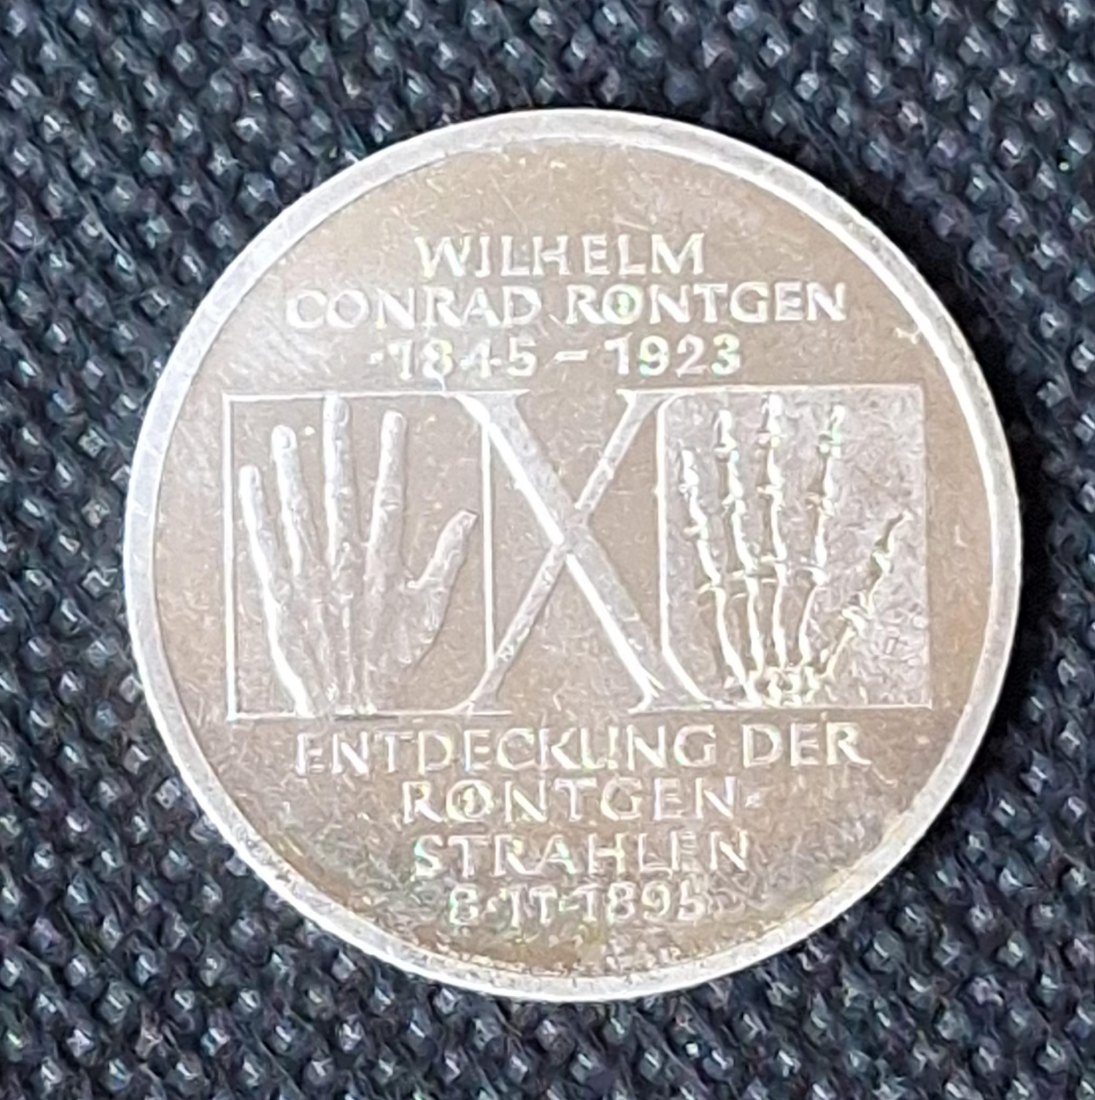 WILHELM
CONRAD RÖNTGEN
1845 – 1923
X
ENTDECKUNG DER
RÖNTGEN-
STRAHLEN
8·11·1895